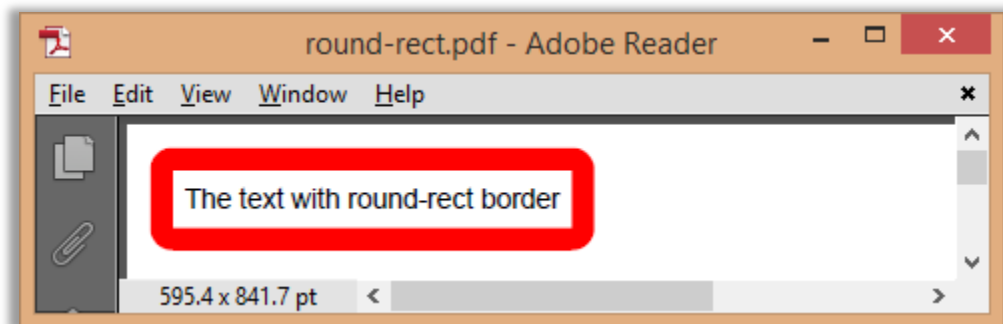 round-rect.pdf - Adobe Reader
File Edit View Window Help
The text with round-rect border
595.4 x 841.7 pt